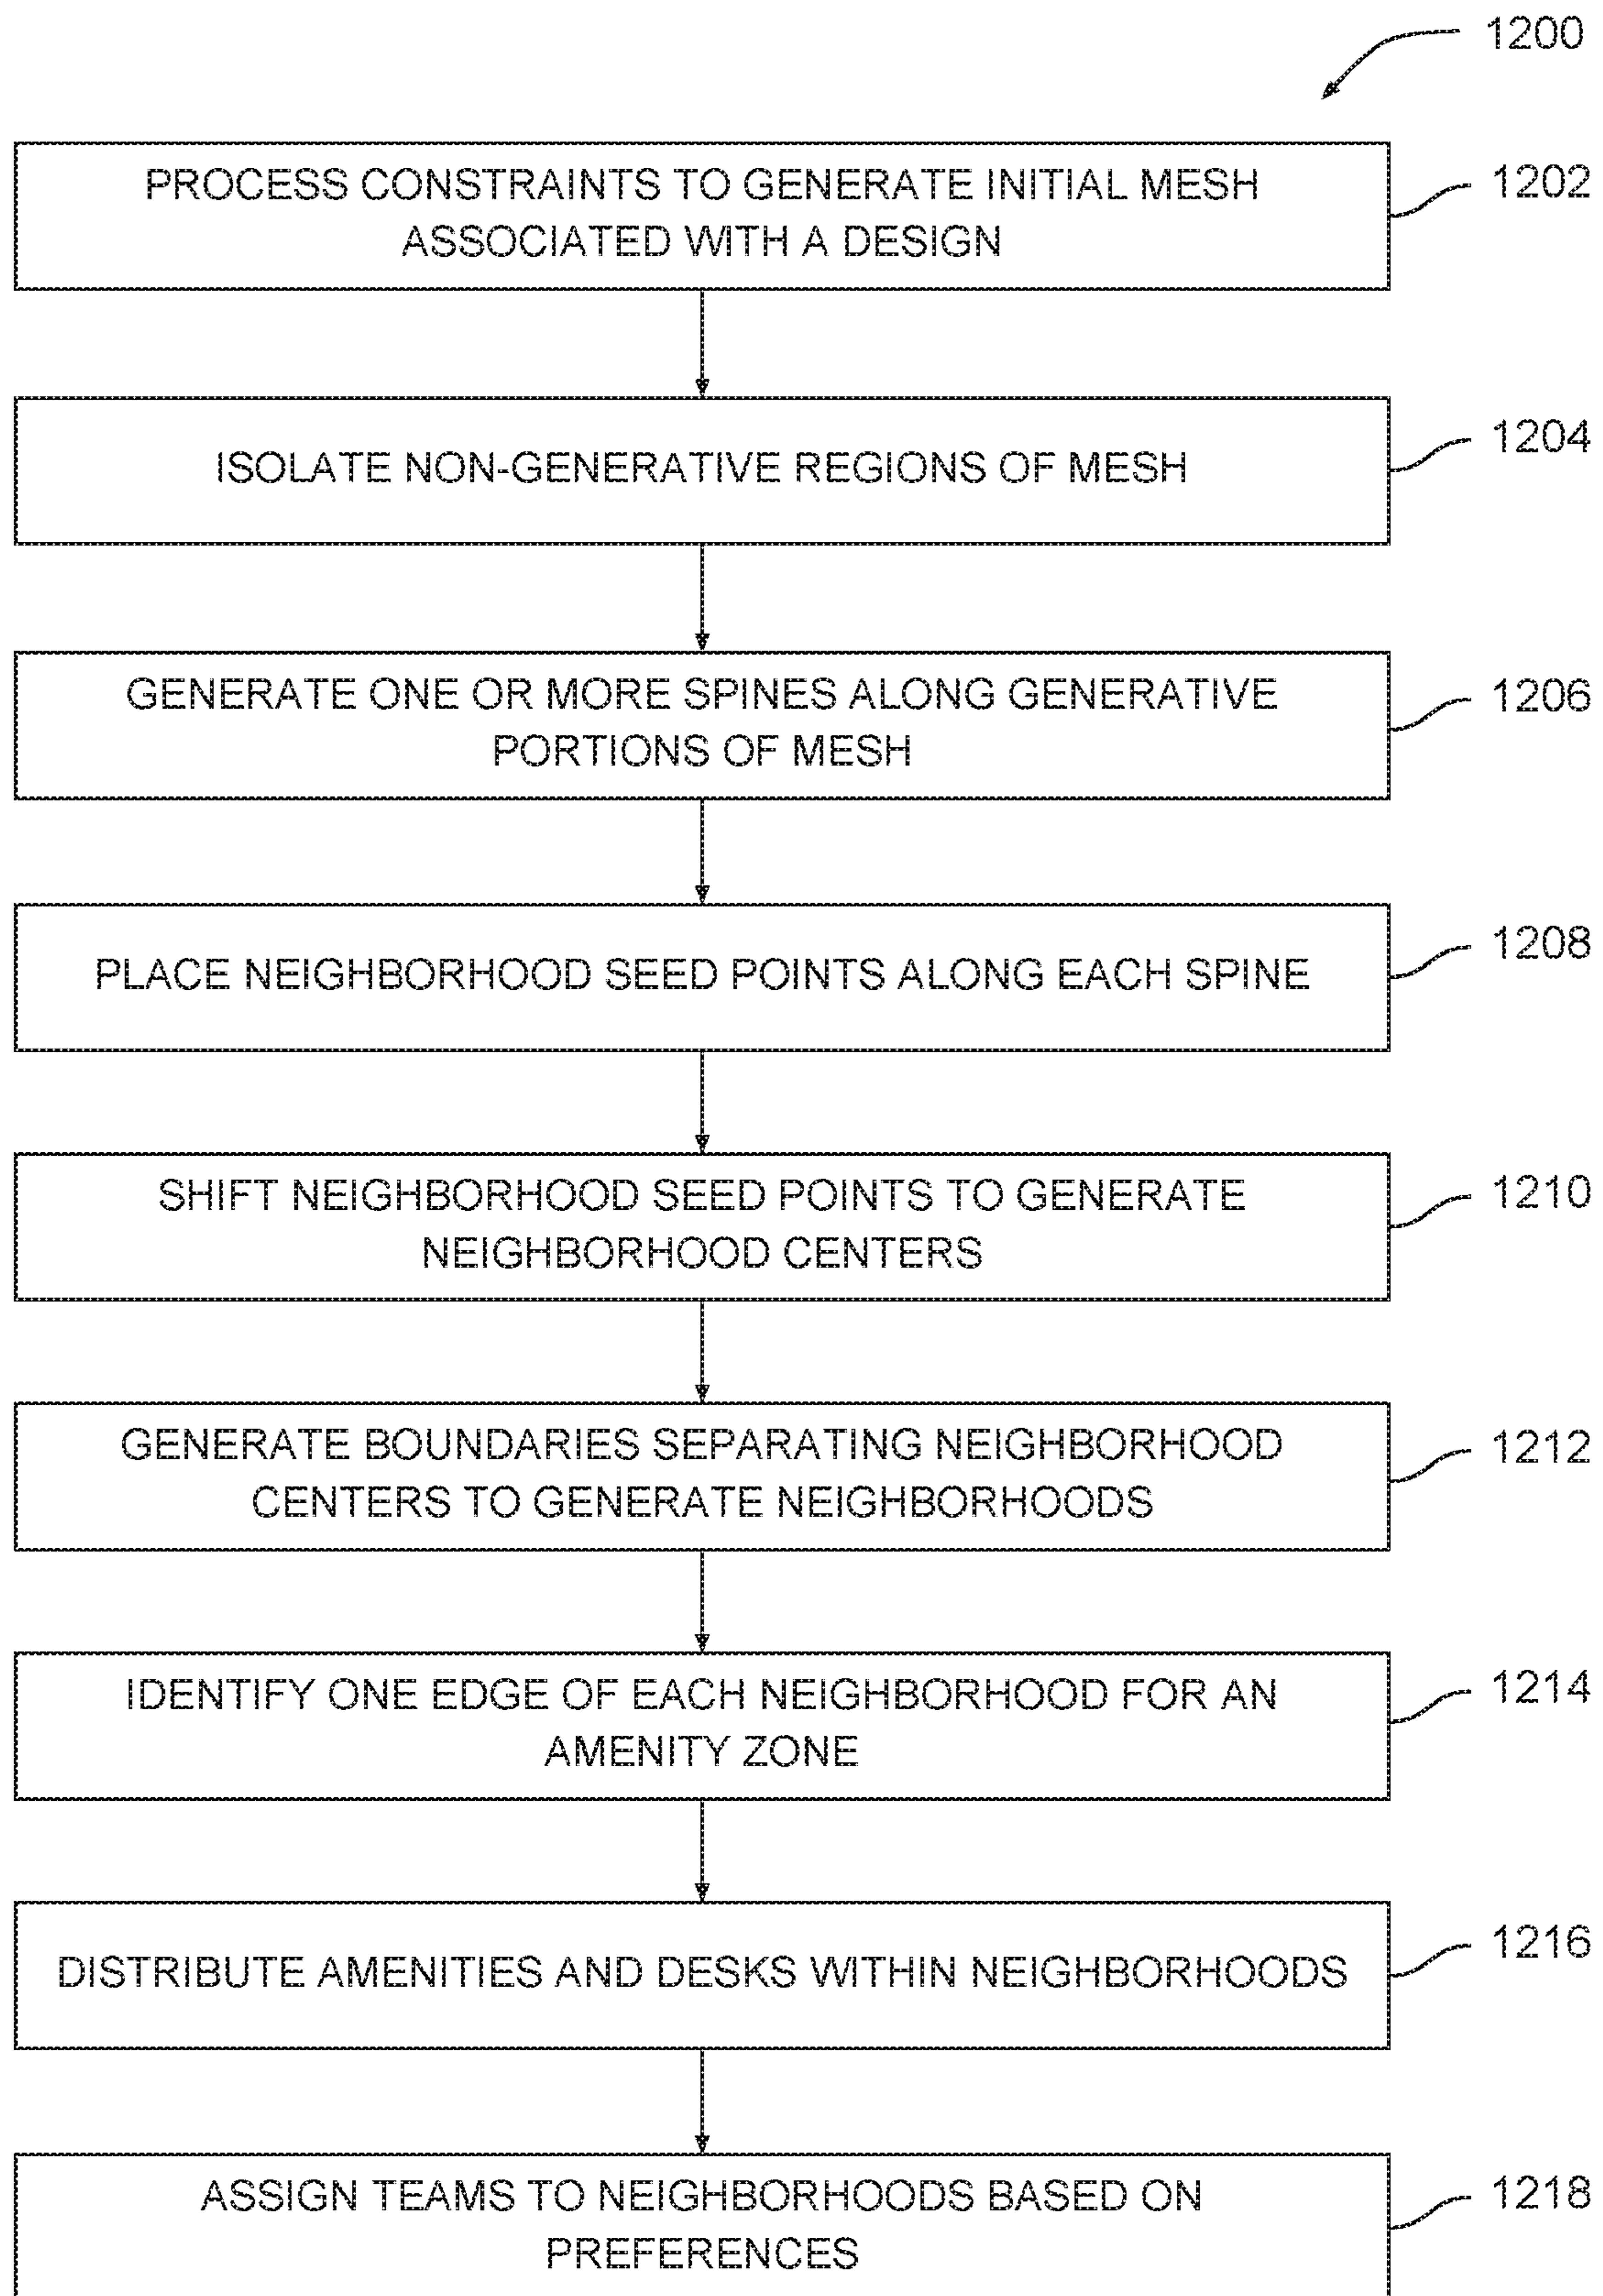 1200
PROCESS CONSTRAINTS TO GENERATE INITIAL MESH
ASSOCIATED WITH A DESIGN
1202
ISOLATE NON-GENERATIVE REGIONS OF MESH
1204
GENERATE ONE OR MORE SPINES ALONG GENERATIVE
PORTIONS OF MESH
1206
PLACE NEIGHBORHOOD SEED POINTS ALONG EACH SPINE
1208
SHIFT NEIGHBORHOOD SEED POINTS TO GENERATE
NEIGHBORHOOD CENTERS
1210
GENERATE BOUNDARIES SEPARATING NEIGHBORHOOD
CENTERS TO GENERATE NEIGHBORHOODS
1212
IDENTIFY ONE EDGE OF EACH NEIGHBORHOOD FOR AN
AMENITY ZONE
1214
DISTRIBUTE AMENITIES AND DESKS WITHIN NEIGHBORHOODS
1216
ASSIGN TEAMS TO NEIGHBORHOODS BASED ON
PREFERENCES
1218